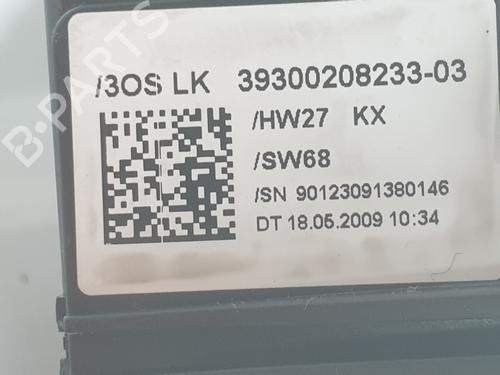 /3OS LK 39300208233-03
/HW27 KX
/SW68
/SN 90123091380146
DT 18.05.2009 10:34
B-PARTS